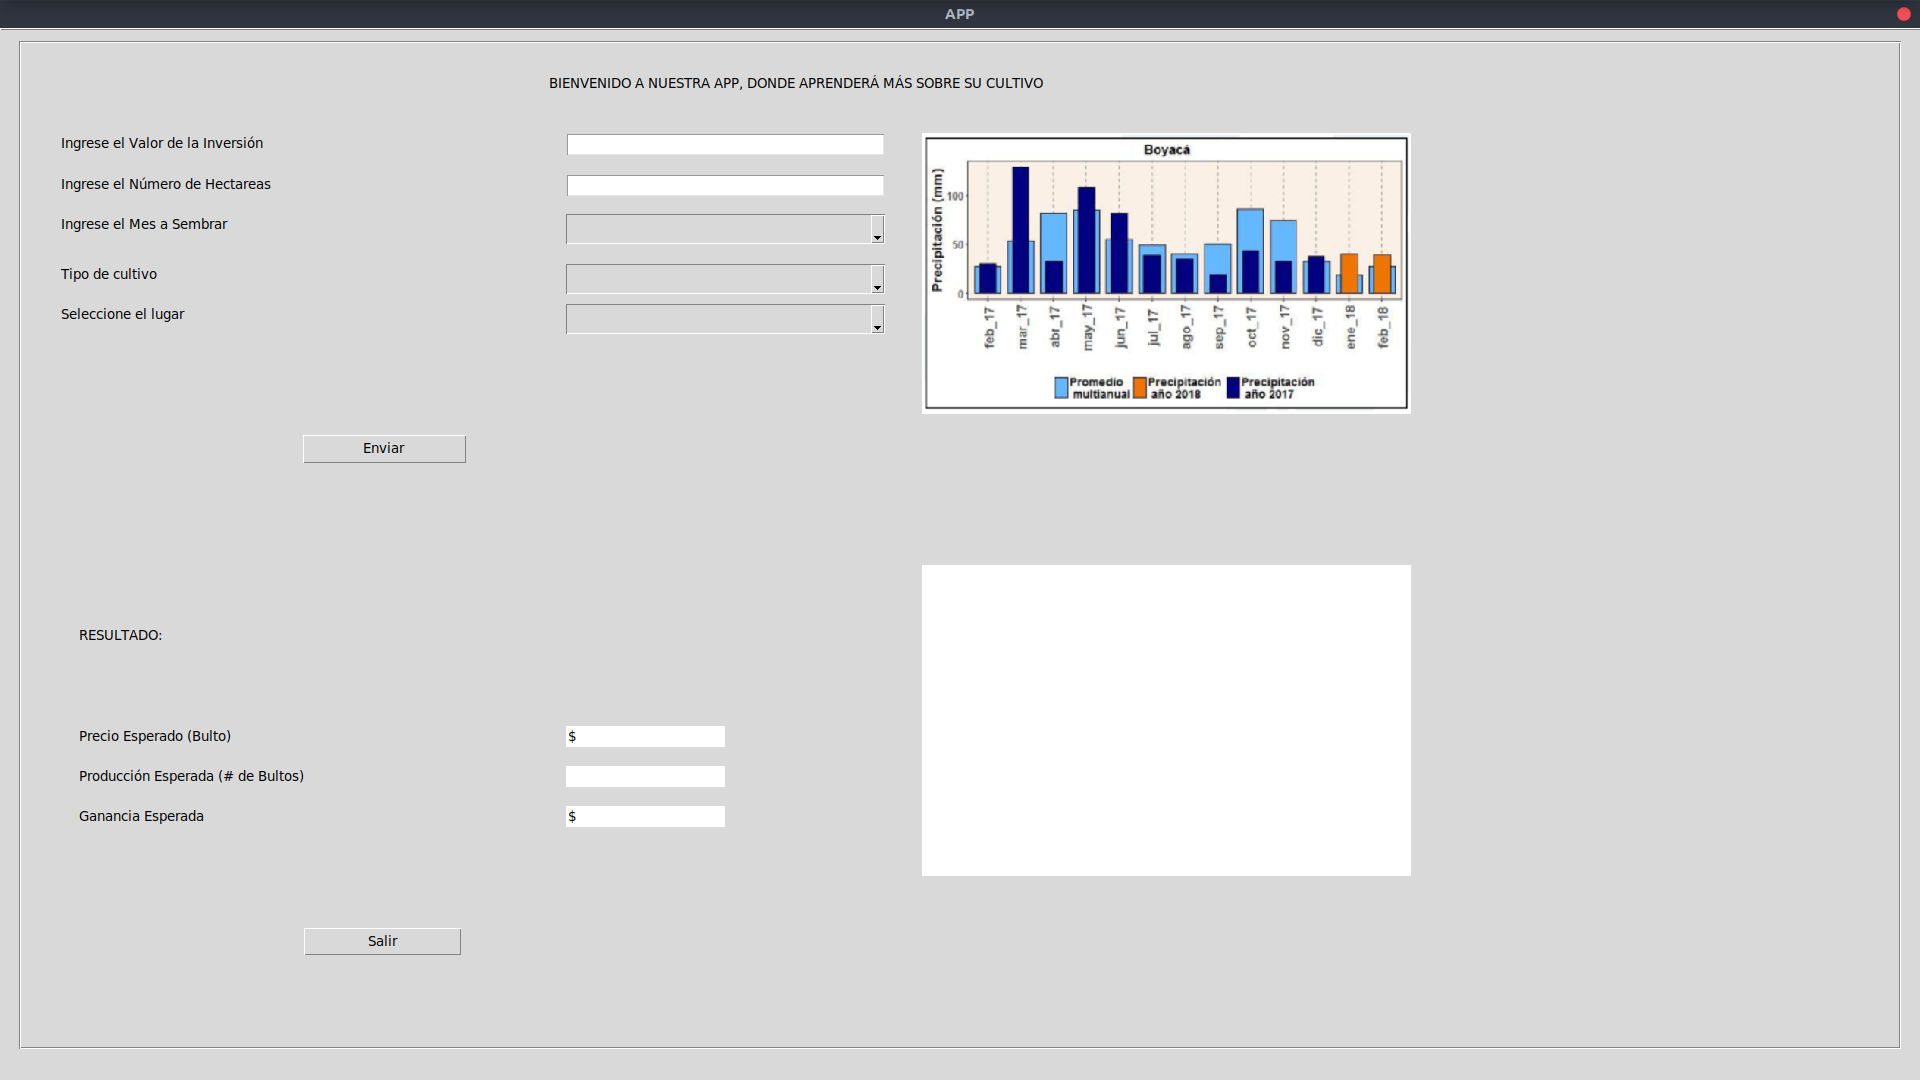 APP
BIENVENIDO A NUESTRA APP, DONDE APRENDERÁ MÁS SOBRE SU CULTIVO
Ingrese el Valor de la Inversión
Ingrese el Número de Hectareas
Ingrese el Mes a Sembrar
Tipo de cultivo
Seleccione el lugar
Boyacá
Precipitación (mm)
100
50
0
feb_17
mar_17
abr_17
may_17
jun_17
jul_17
ago_17
sep_17
oct_17
nov_17
dic_17
ene_18
feb_18
Promedio
multianual
Precipitación
año 2018
Precipitación
año 2017
Enviar
RESULTADO:
Precio Esperado (Bulto)
$
Producción Esperada (# de Bultos)
Ganancia Esperada
$
Salir